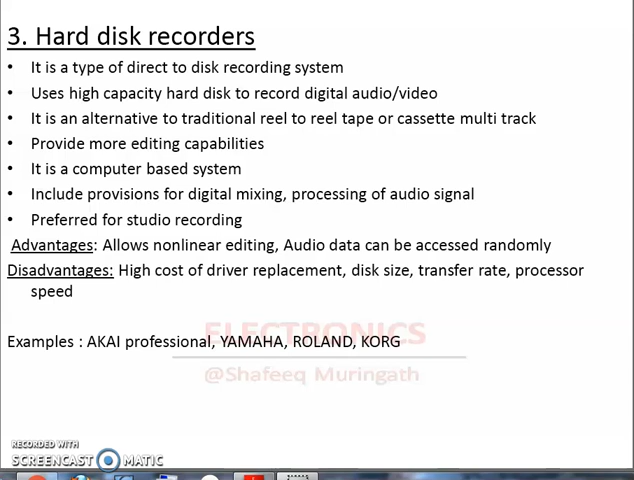 3. Hard disk recorders
• It is a type of direct to disk recording system
• Uses high capacity hard disk to record digital audio/video
• It is an alternative to traditional reel to reel tape or cassette multi track
• Provide more editing capabilities
• It is a computer based system
• Include provisions for digital mixing, processing of audio signal
• Preferred for studio recording
Advantages: Allows nonlinear editing, Audio data can be accessed randomly
Disadvantages: High cost of driver replacement, disk size, transfer rate, processor
speed
ELECTRONICS
Examples : AKAI professional, YAMAHA, ROLAND, KORG
@Shafeeq Muringath
RECORDED WITH
SCREENCAST MATIC